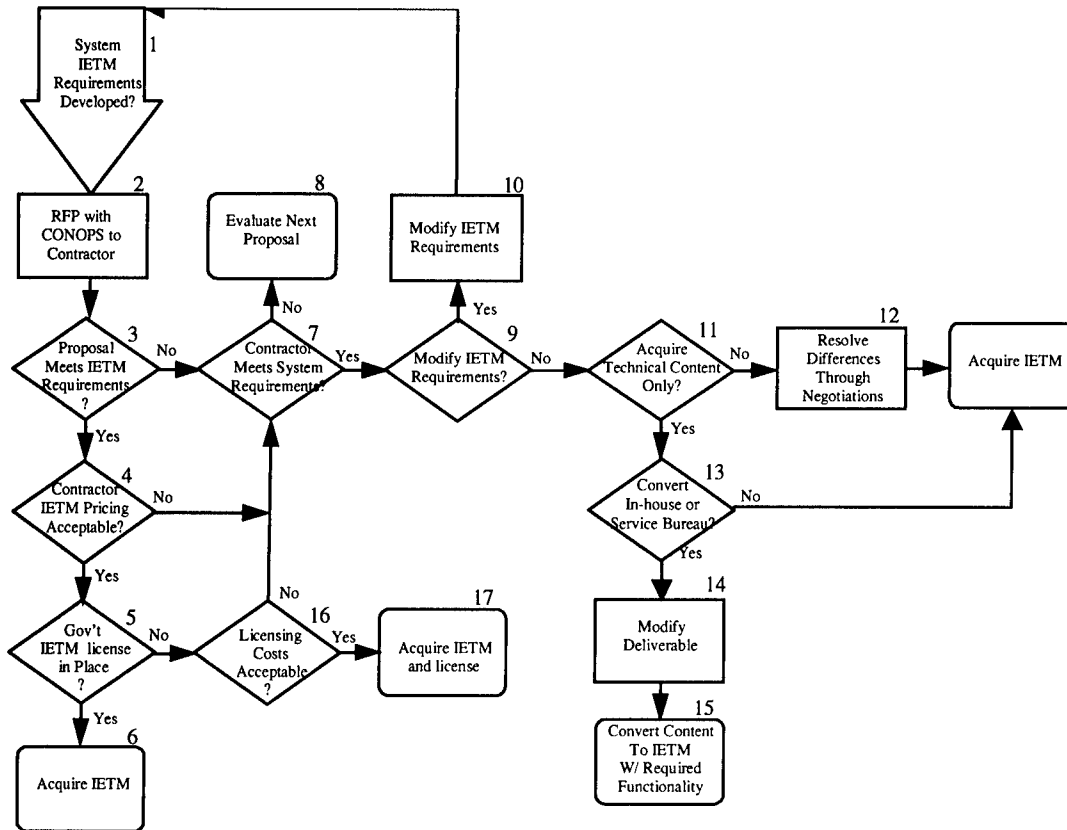 1
System
IETM
Requirements
Developed?
2
RFP with
CONOPS to
Contractor
8
Evaluate Next
Proposal
10
Modify IETM
Requirements
3
Proposal
Meets IETM
Requirements
?
No
Yes
7
Contractor
Meets System
Requirements?
No
Yes
9
Modify IETM
Requirements?
Yes
No
11
Acquire
Technical Content
Only?
No
Yes
12
Resolve
Differences
Through
Negotiations
Acquire IETM
4
Contractor
IETM Pricing
Acceptable?
No
Yes
13
Convert
In-house or
Service Bureau?
No
Yes
5
Gov't
IETM license
in Place
?
No
Yes
16
Licensing
Costs
Acceptable
?
No
Yes
17
Acquire IETM
and license
14
Modify
Deliverable
6
Acquire IETM
15
Convert Content
To IETM
W/ Required
Functionality